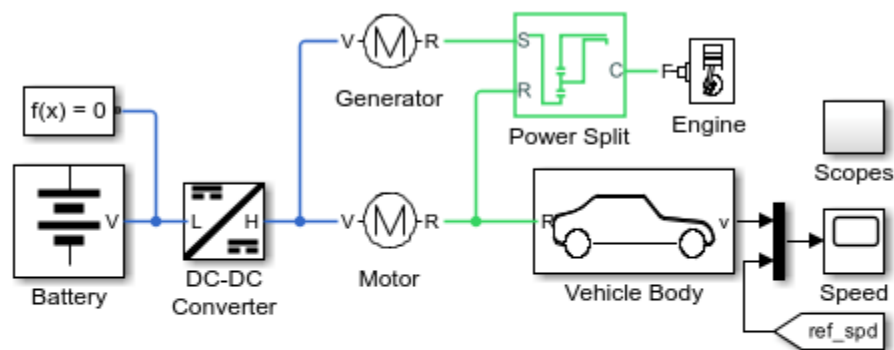 V R
Generator
S
R
C
Power Split
F
Engine
f(x) = 0
Scopes
V
Battery
L H
DC-DC
Converter
V R
Motor
R
v
Vehicle Body
Speed
ref_spd